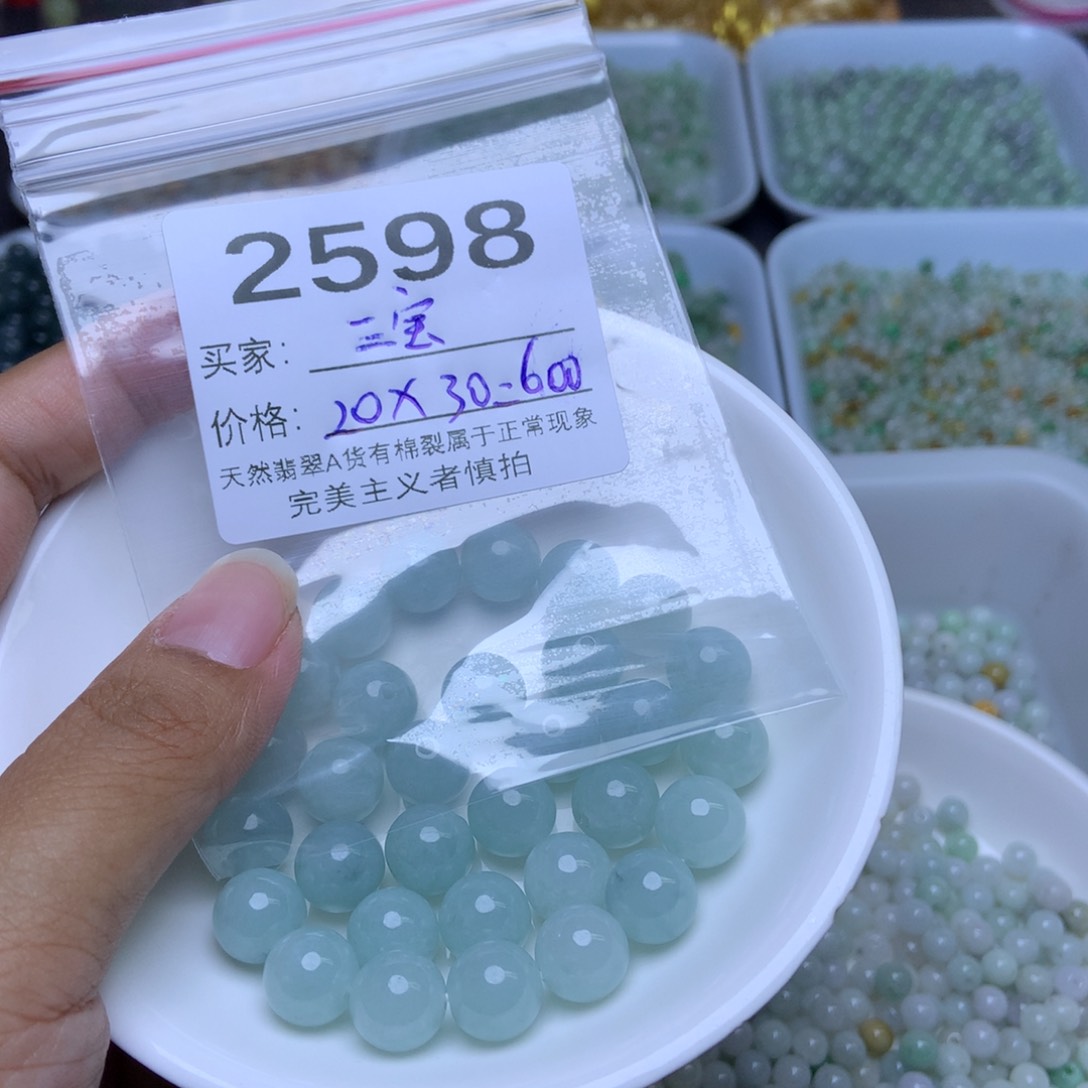 2598
买家: 三宝
价格: 20X30=600
天然翡翠A货有棉裂属于正常现象
完美主义者慎拍